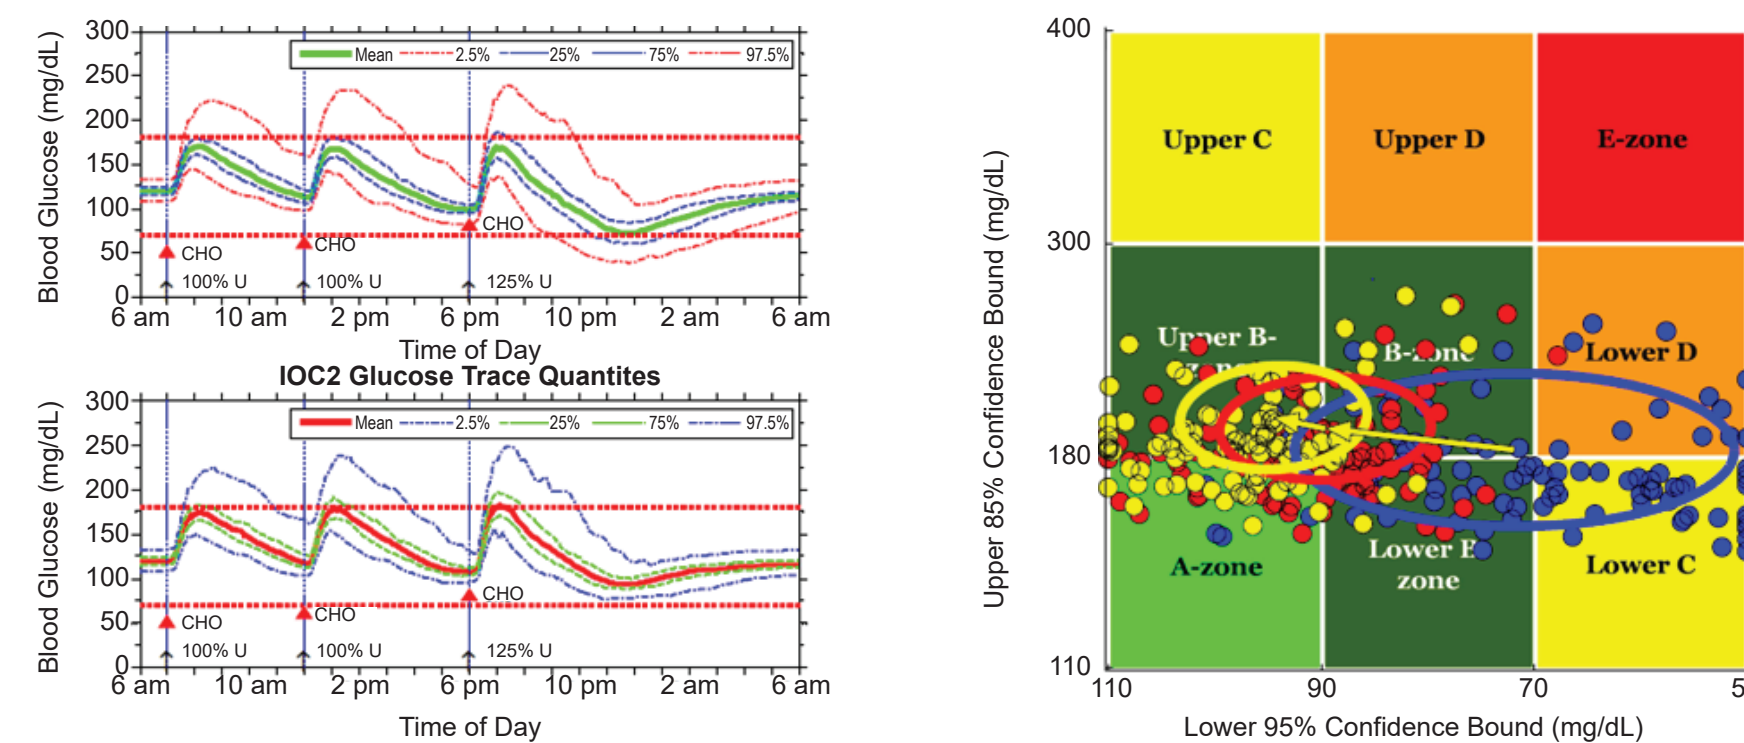 300
250
200
150
100
50
0
Blood Glucose (mg/dL)
Mean 2.5% 25% 75% 97.5%
CHO
CHO
CHO
100% U
100% U
125% U
6 am 10 am 2 pm 6 pm 10 pm 2 am 6 am
Time of Day
IOC2 Glucose Trace Quantites
300
250
200
150
100
50
0
Blood Glucose (mg/dL)
Mean 2.5% 25% 75% 97.5%
CHO
CHO
CHO
100% U
100% U
125% U
6 am 10 am 2 pm 6 pm 10 pm 2 am 6 am
Time of Day
400
300
180
110
Upper 85% Confidence Bound (mg/dL)
Upper C
Upper D
E-zone
Upper B-
zone
B-zone
Lower D
A-zone
Lower B
zone
Lower C
110 90 70 5
Lower 95% Confidence Bound (mg/dL)